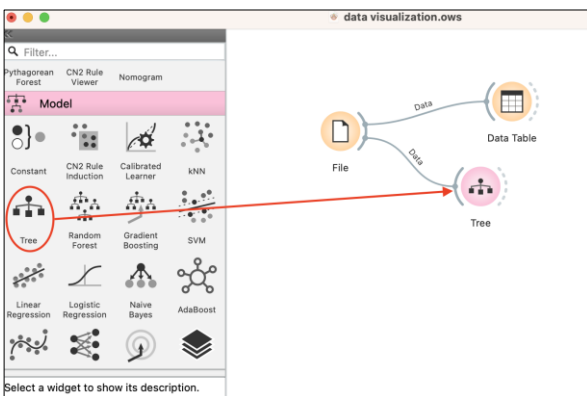 data visualization.ows
Filter...
Pythagorean Forest
CN2 Rule Viewer
Nomogram
Model
Constant
CN2 Rule Induction
Calibrated Learner
kNN
Tree
Random Forest
Gradient Boosting
SVM
Linear Regression
Logistic Regression
Naive Bayes
AdaBoost
Select a widget to show its description.
Data
Data Table
File
Data
Tree